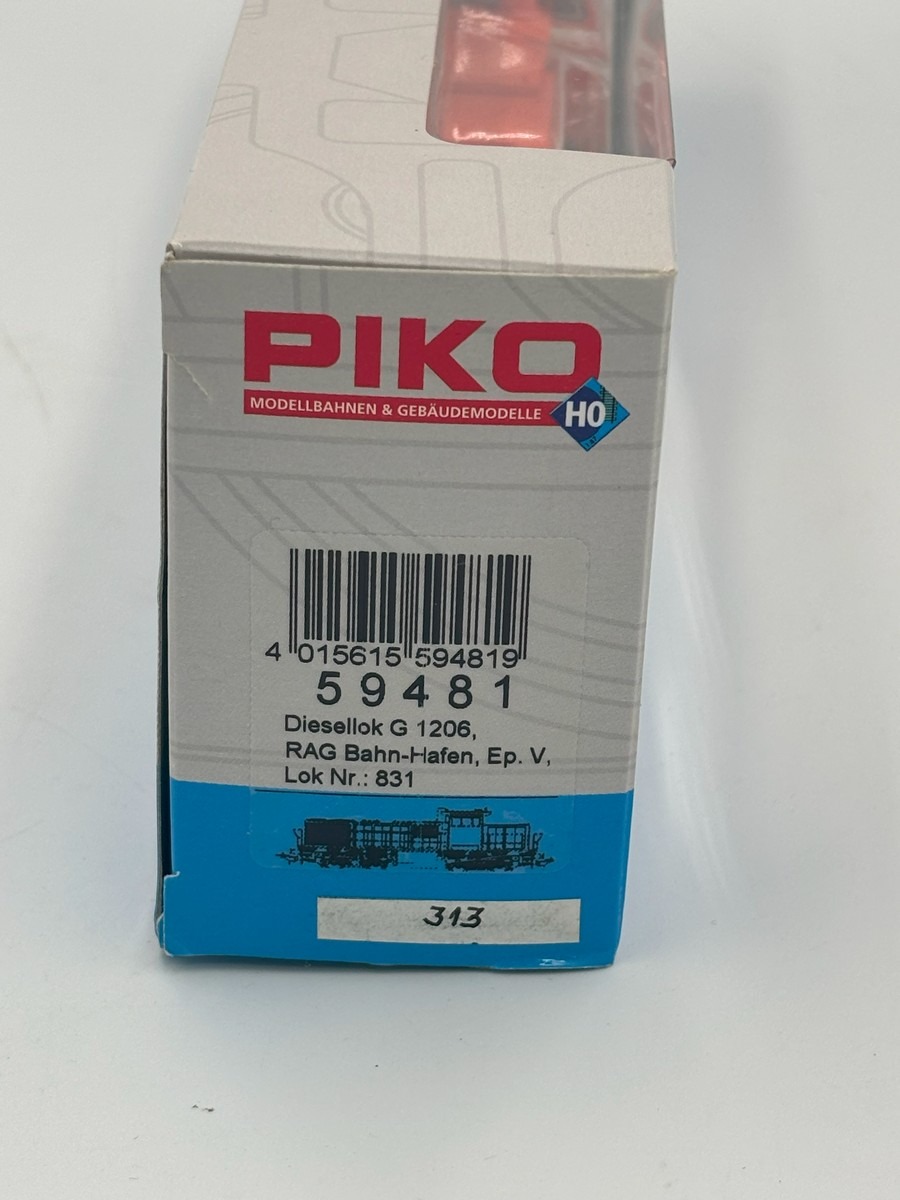 PIKO
MODELLBAHNEN & GEBÄUDEMODELLE
H0
4 015615 594819
59481
Diesellok G 1206,
RAG Bahn-Hafen, Ep. V,
Lok Nr.: 831
313